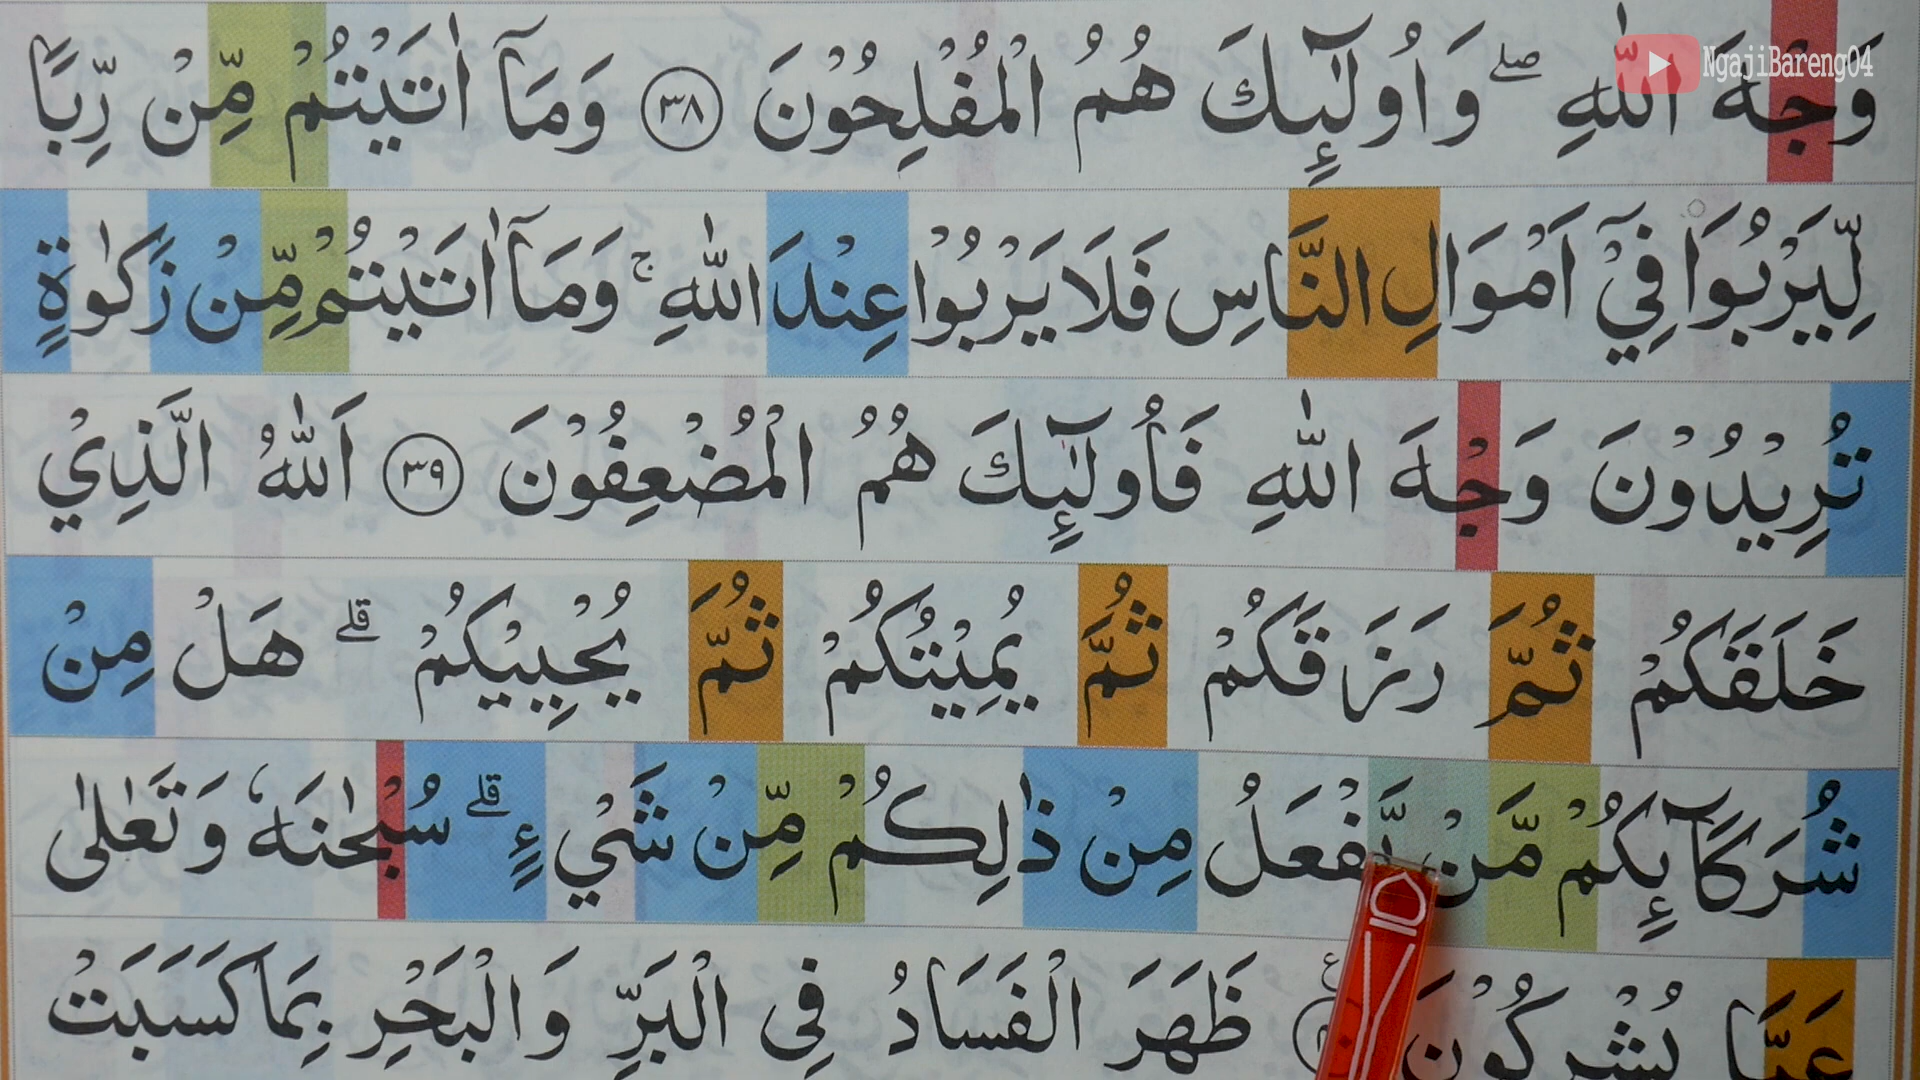 وَجْهَ اللّٰهِ ۖ وَاُولٰۤىِٕكَ هُمُ الْمُفْلِحُوْنَ ٣٨ وَمَآ اٰتَيْتُمْ مِّنْ رِّبًا
NgajiBareng04
لِّيَرْبُوَا۠ فِيْٓ اَمْوَالِ النَّاسِ فَلَا يَرْبُوْا عِنْدَ اللّٰهِ ۚ وَمَآ اٰتَيْتُمْ مِّنْ زَكٰوةٍ
تُرِيْدُوْنَ وَجْهَ اللّٰهِ فَاُولٰۤىِٕكَ هُمُ الْمُضْعِفُوْنَ ٣٩ اَللّٰهُ الَّذِيْ
خَلَقَكُمْ ثُمَّ رَزَقَكُمْ ثُمَّ يُمِيْتُكُمْ ثُمَّ يُحْيِيْكُمْ ۗ هَلْ مِنْ
شُرَكَاۤىِٕكُمْ مَّنْ يَّفْعَلُ مِنْ ذٰلِكُمْ مِّنْ شَيْءٍ ۗ سُبْحٰنَهٗ وَتَعٰلٰى
عَمَّا يُشْرِكُوْنَ ظَهَرَ الْفَسَادُ فِى الْبَرِّ وَالْبَحْرِ بِمَا كَسَبَتْ